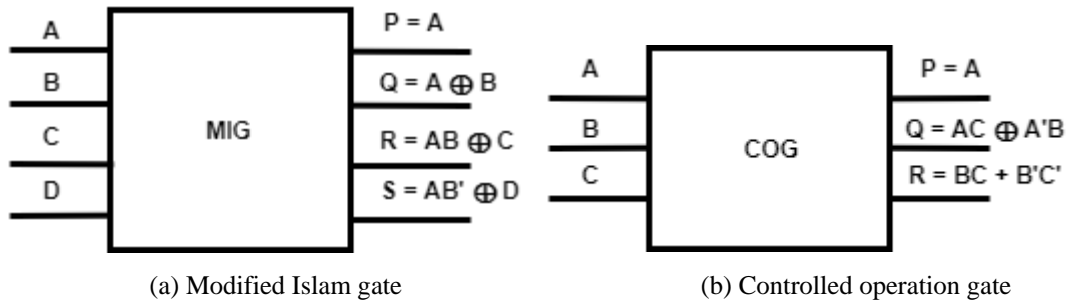 A
P = A
B
Q = A ⊕ B
MIG
C
R = AB ⊕ C
D
S = AB' ⊕ D
A
P = A
B
Q = AC ⊕ A'B
COG
C
R = BC + B'C'
(a) Modified Islam gate
(b) Controlled operation gate